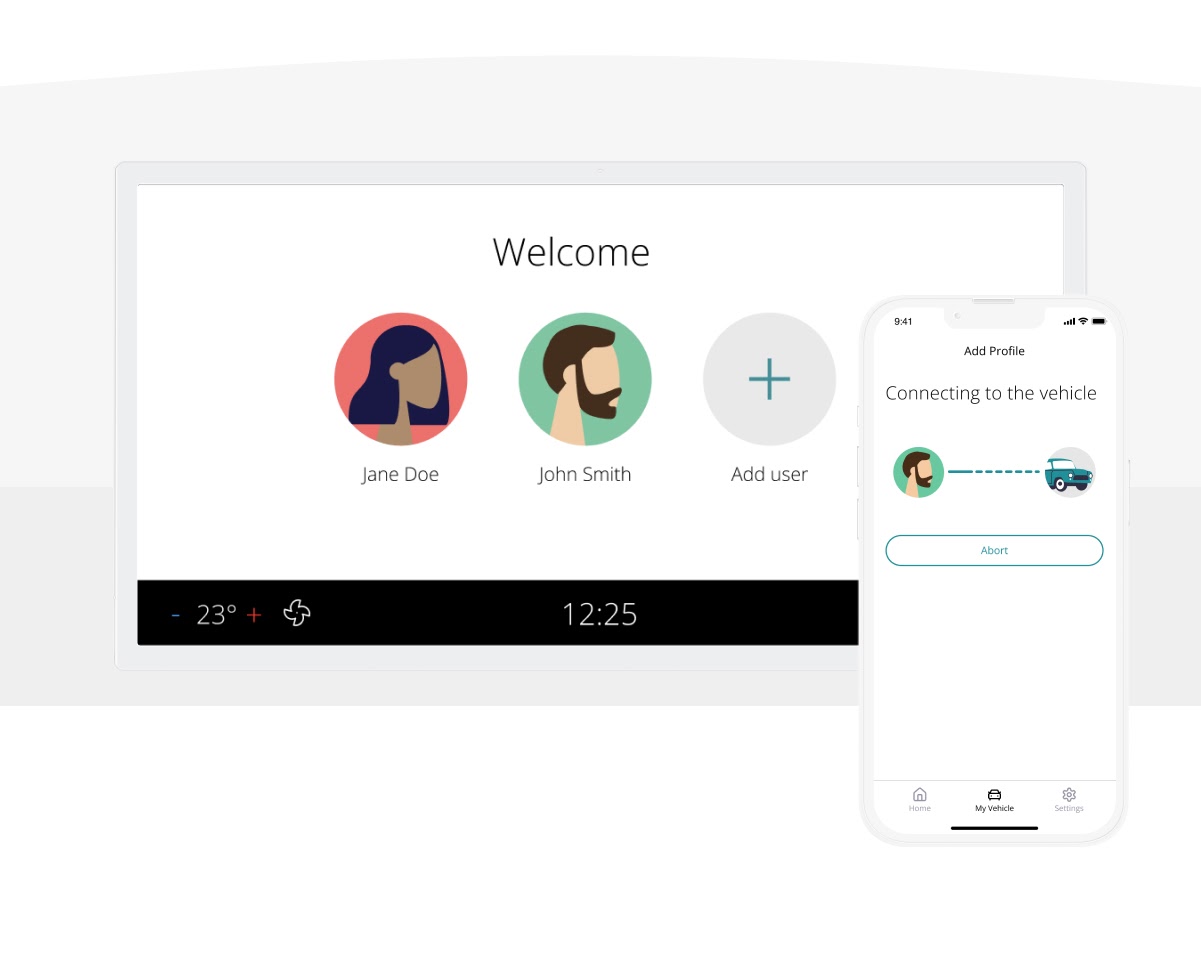 Welcome
Jane Doe
John Smith
Add user
- 23° +
12:25
9:41
Add Profile
Connecting to the vehicle
Abort
Home
My Vehicle
Settings